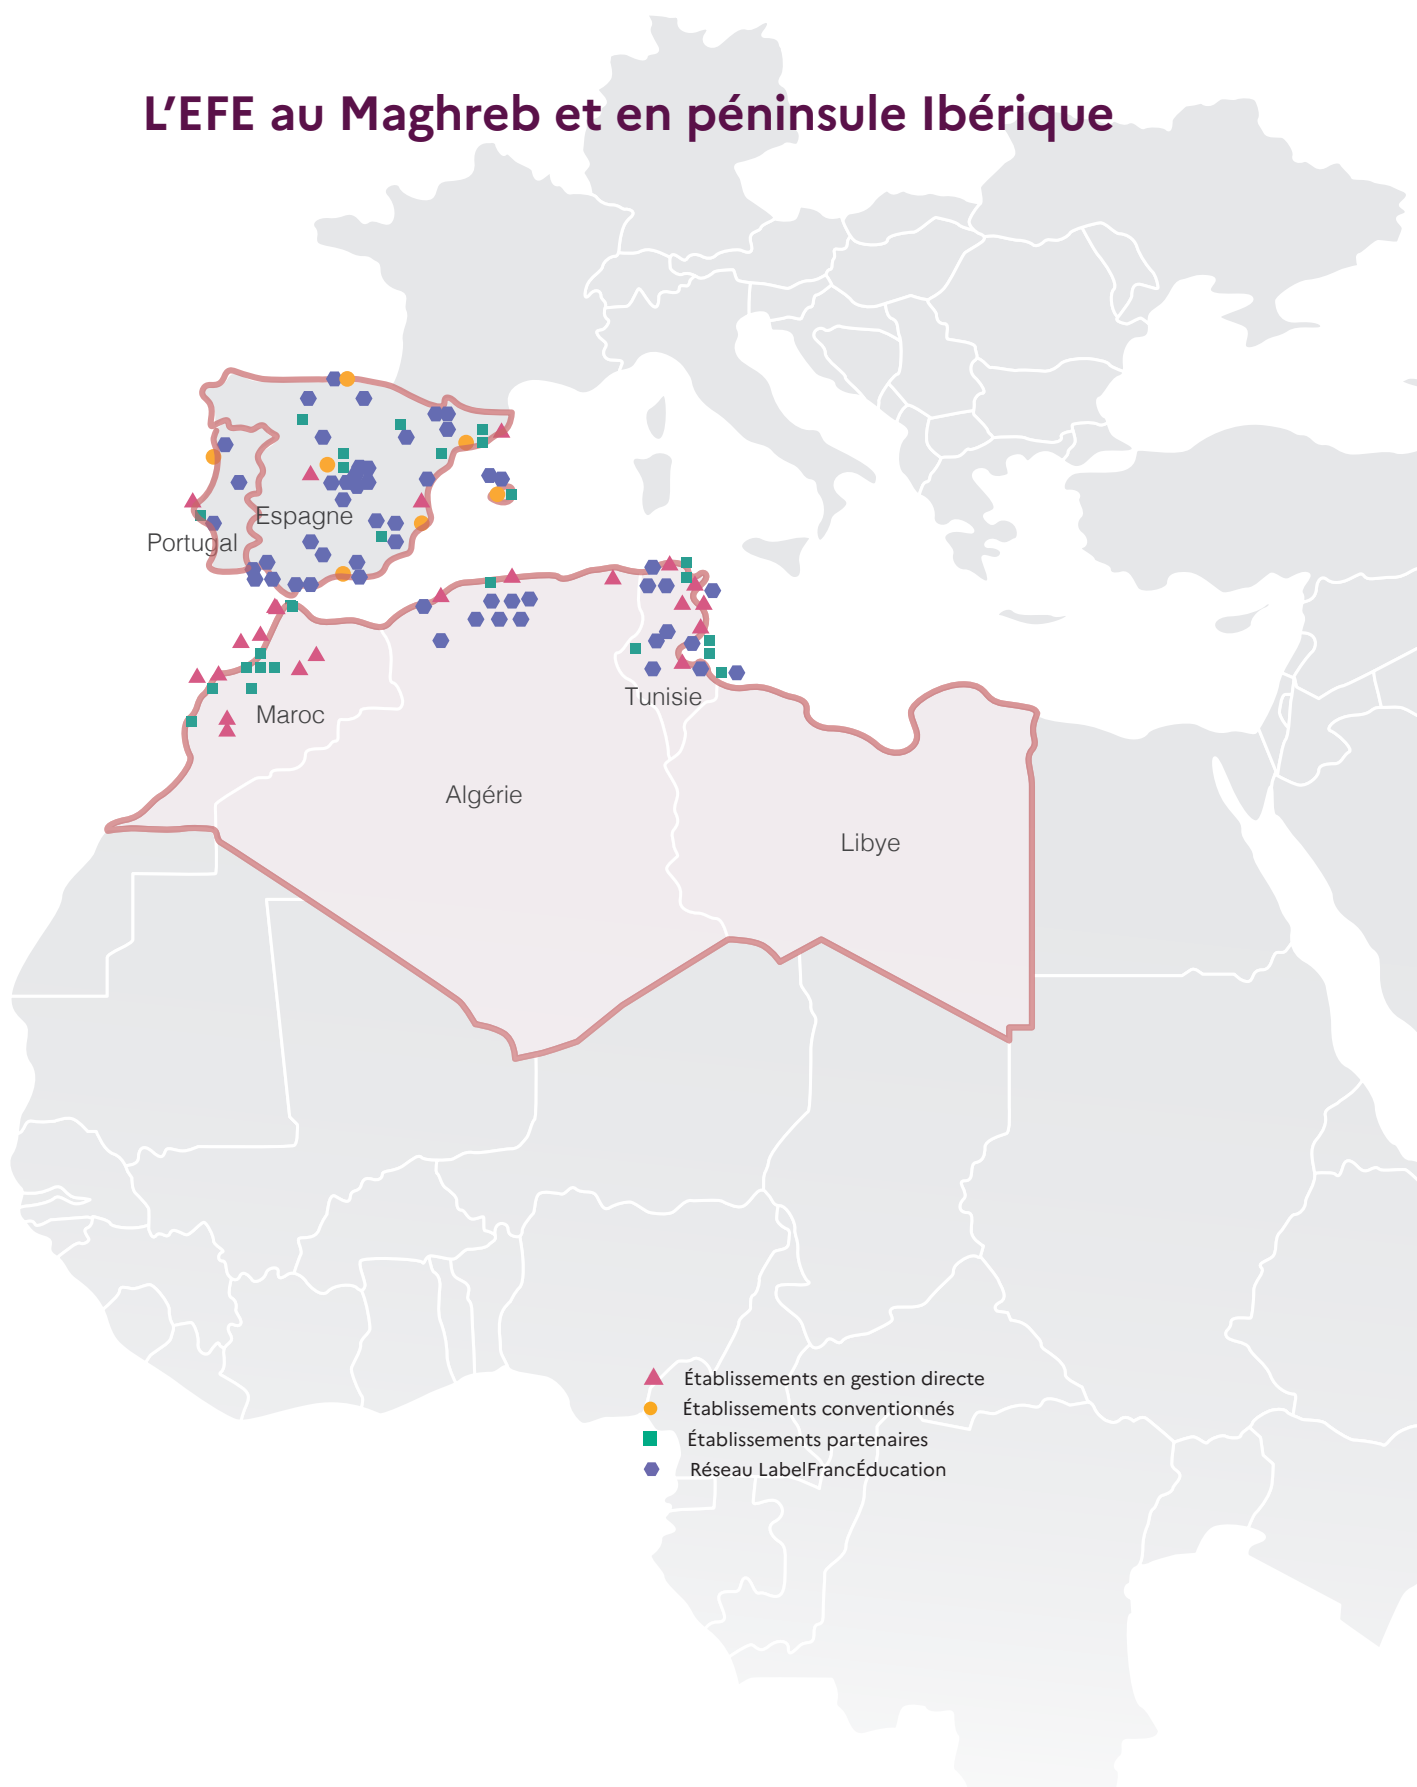 L'EFE au Maghreb et en péninsule Ibérique
Espagne
Portugal
Tunisie
Maroc
Algérie
Libye
Établissements en gestion directe
Établissements conventionnés
Établissements partenaires
Réseau LabelFrancÉducation